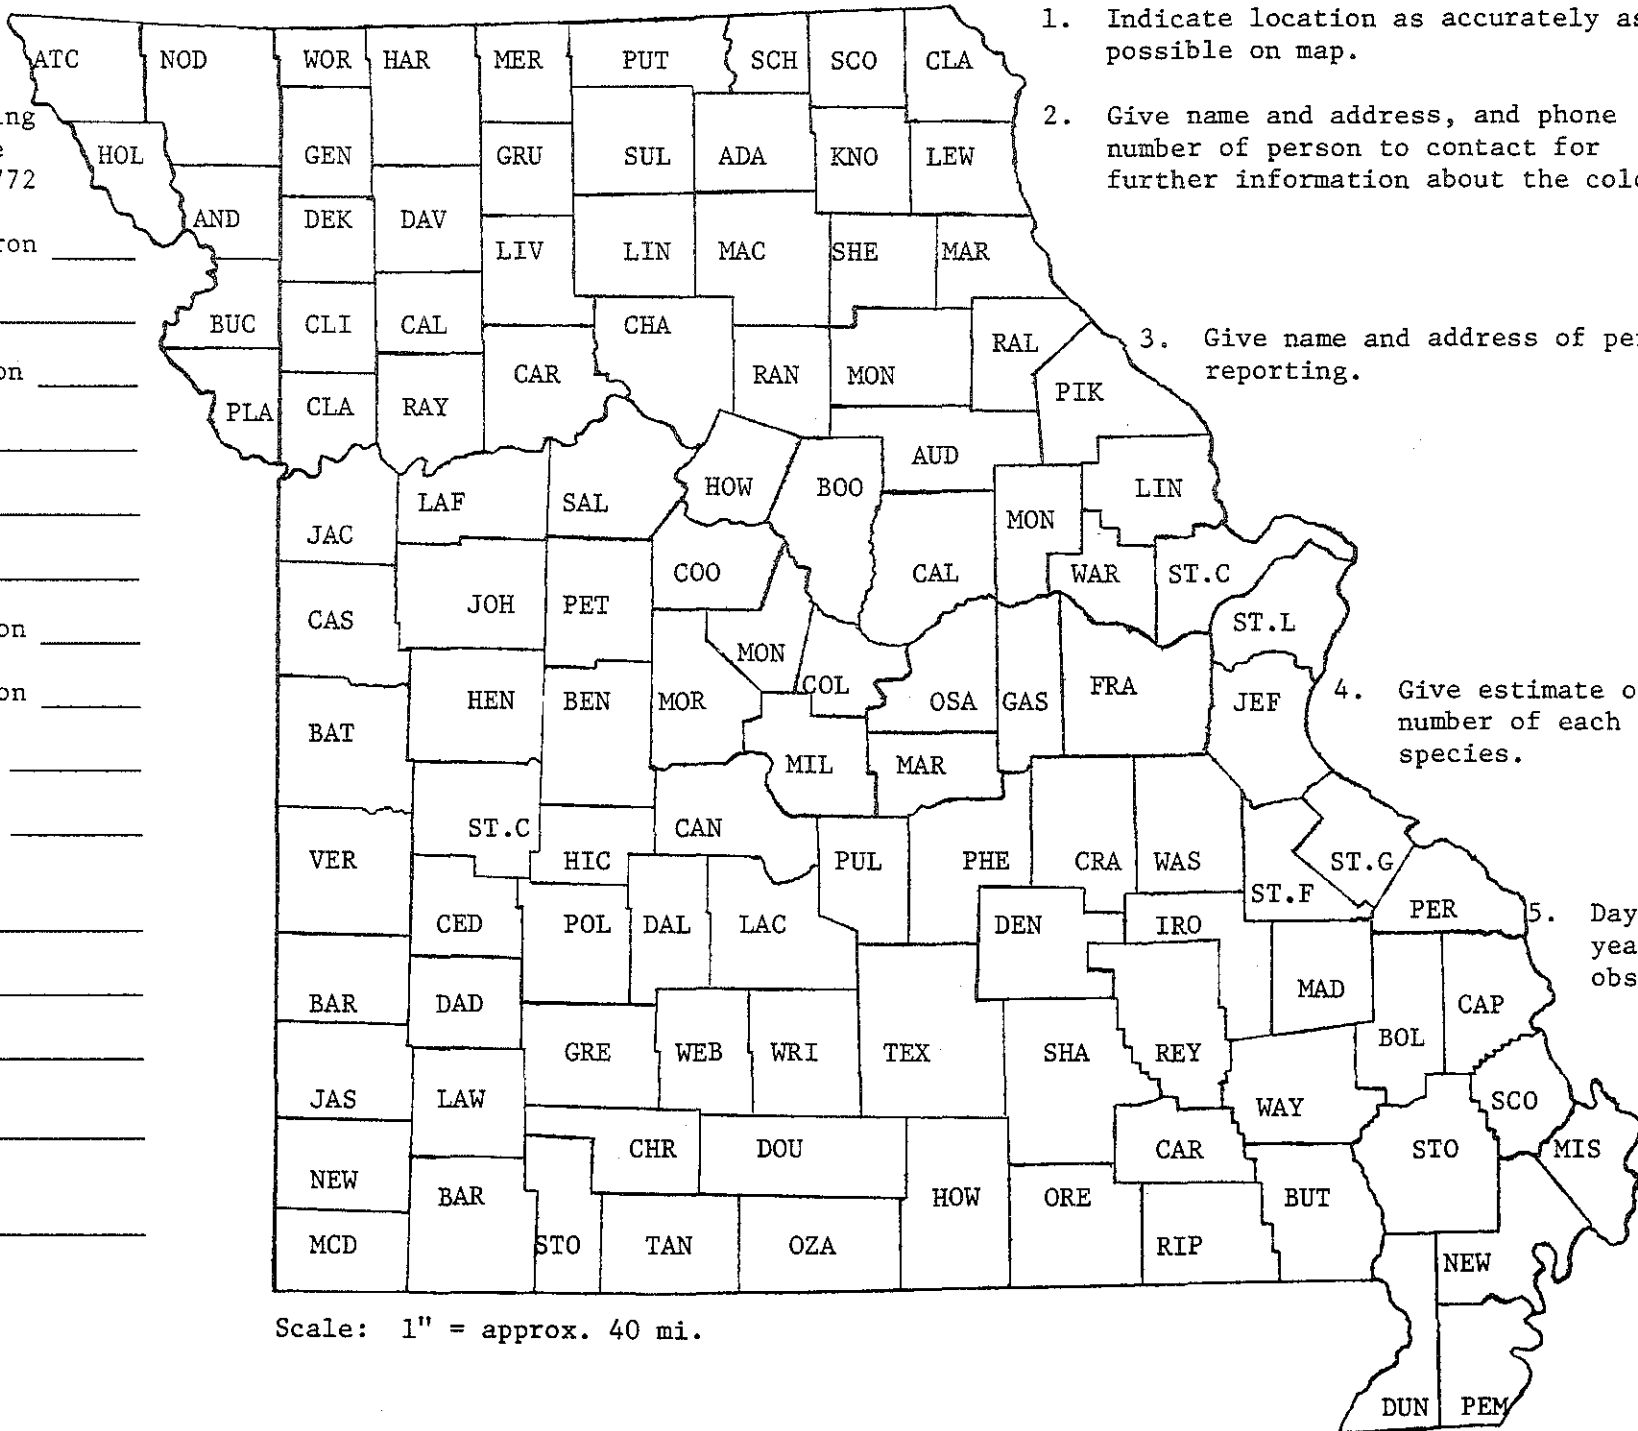 1. Indicate location as accurately as
possible on map.
2. Give name and address, and phone
number of person to contact for
further information about the colo
3. Give name and address of per
reporting.
4. Give estimate o
number of each
species.
5. Day
yea
obs
ing
e
772
ron
on
on
on
ATC NOD WOR HAR MER PUT SCH SCO CLA
HOL GEN GRU SUL ADA KNO LEW
AND DEK DAV LIV LIN MAC SHE MAR
BUC CLI CAL CHA RAL
CAR RAN MON PIK
PLA CLA RAY
AUD
LAF SAL HOW BOO LIN
JAC MON
COO CAL WAR ST.C
CAS JOH PET ST.L
MON
HEN BEN MOR COL OSA GAS FRA JEF
BAT
MIL MAR
ST.C CAN
VER HIC PUL PHE CRA WAS ST.G
ST.F
CED POL DAL LAC DEN IRO PER
BAR DAD MAD CAP
GRE WEB WRI TEX SHA REY BOL
JAS LAW WAY SCO
CHR DOU CAR STO MIS
NEW BAR HOW ORE BUT
MCD STO TAN OZA RIP NEW
Scale: 1" = approx. 40 mi.
DUN PEM